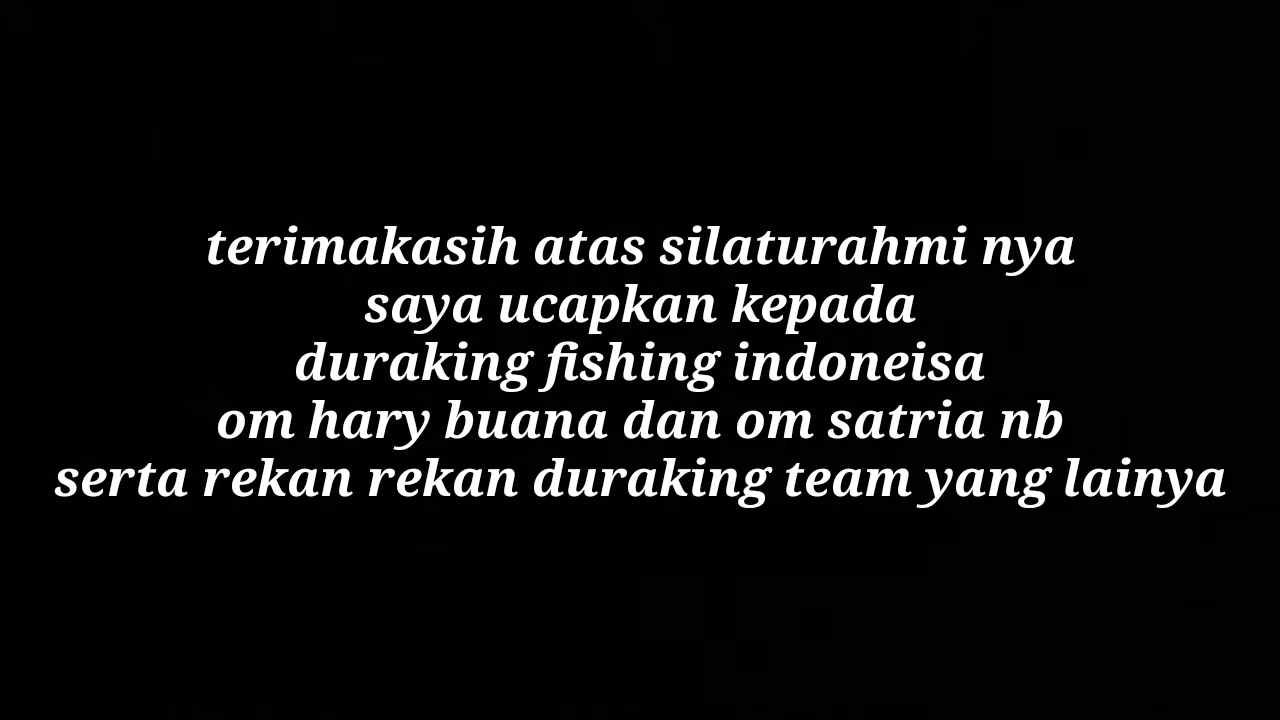 terimakasih atas silaturahmi nya
saya ucapkan kepada
duraking fishing indoneisa
om hary buana dan om satria nb
serta rekan rekan duraking team yang lainya